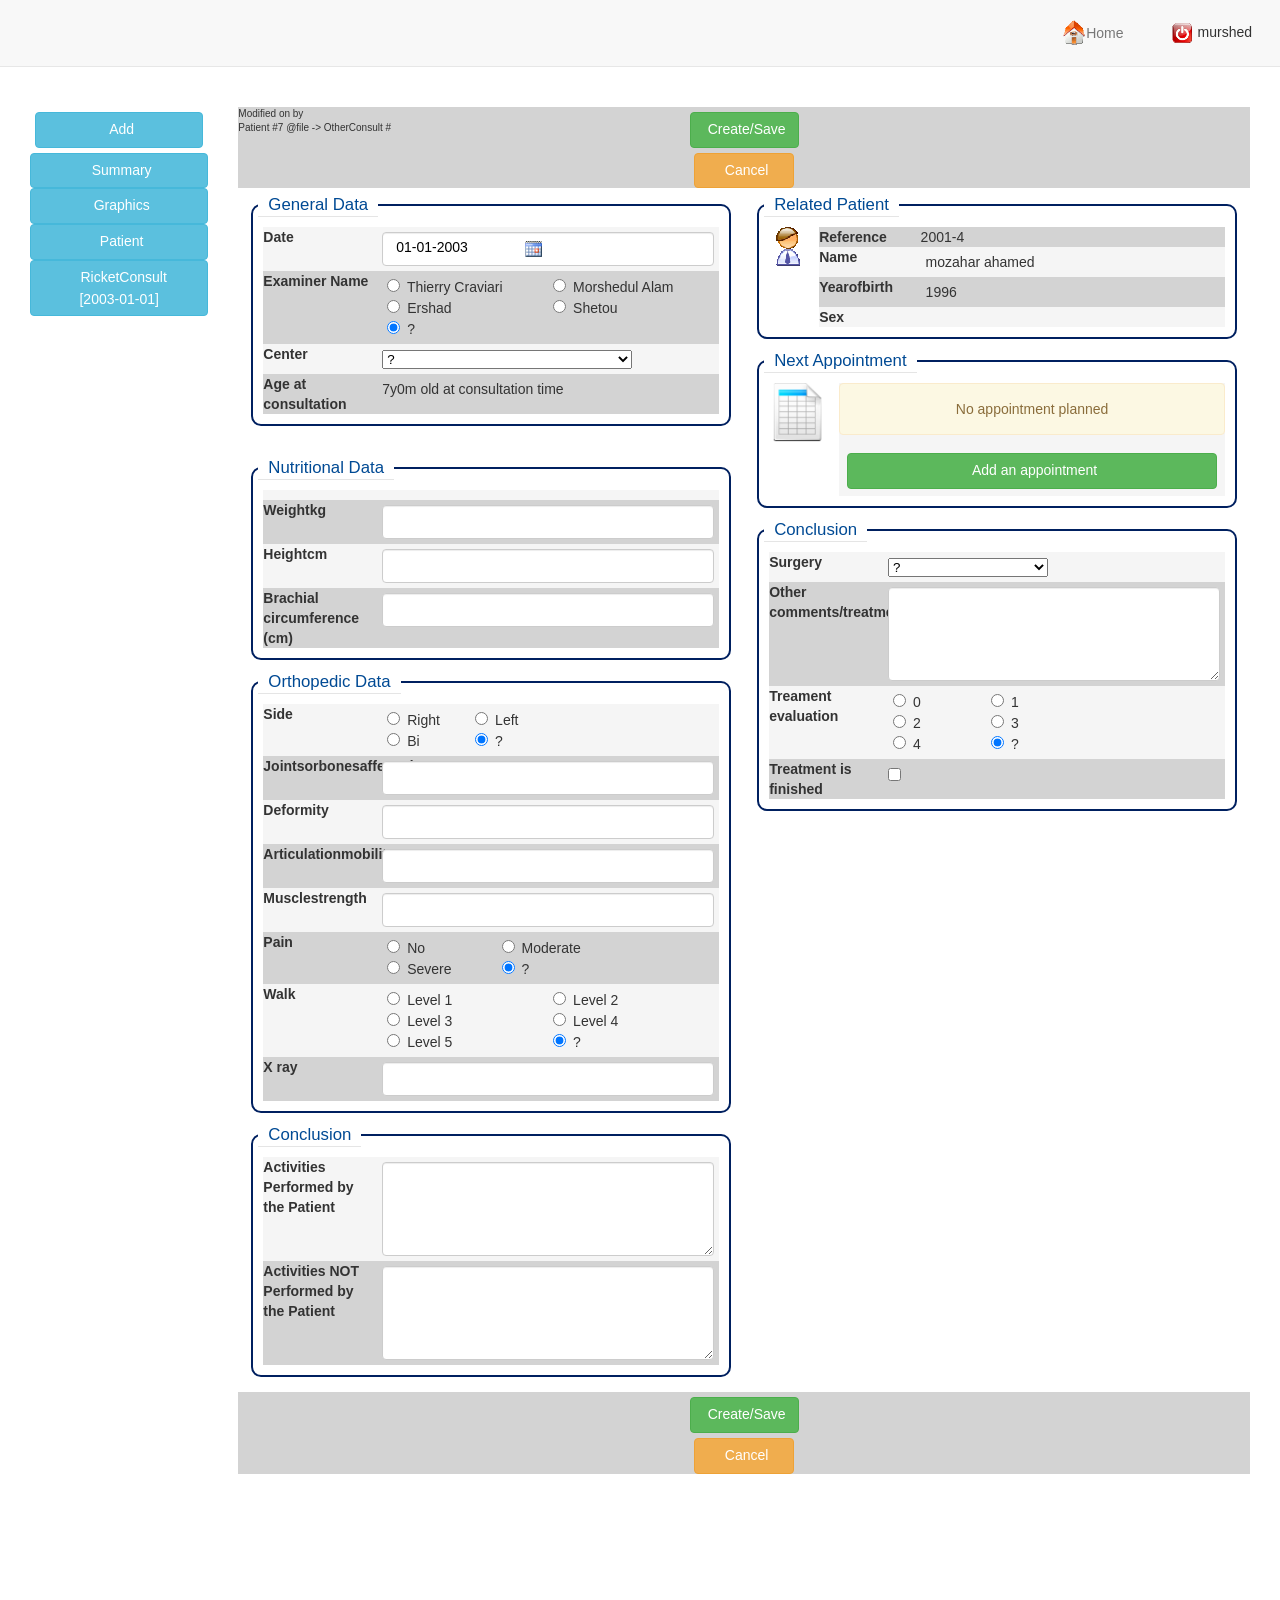 Home
murshed
Add
Summary
Graphics
Patient
RicketConsult
[2003-01-01]
Modified on by
Patient #7 @file -> OtherConsult #
Create/Save
Cancel
General Data
Date
01-01-2003
Examiner Name
Thierry Craviari
Morshedul Alam
Ershad
Shetou
?
Center
?
Age at
consultation
7y0m old at consultation time
Nutritional Data
Weightkg
Heightcm
Brachial
circumference
(cm)
Orthopedic Data
Side
Right
Left
Bi
?
Jointsorbonesaffe
Deformity
Articulationmobili
Musclestrength
Pain
No
Moderate
Severe
?
Walk
Level 1
Level 2
Level 3
Level 4
Level 5
?
X ray
Conclusion
Activities
Performed by
the Patient
Activities NOT
Performed by
the Patient
Related Patient
Reference
2001-4
Name
mozahar ahamed
Yearofbirth
1996
Sex
Next Appointment
No appointment planned
Add an appointment
Conclusion
Surgery
?
Other
comments/treatme
Treament
evaluation
0
1
2
3
4
?
Treatment is
finished
Create/Save
Cancel